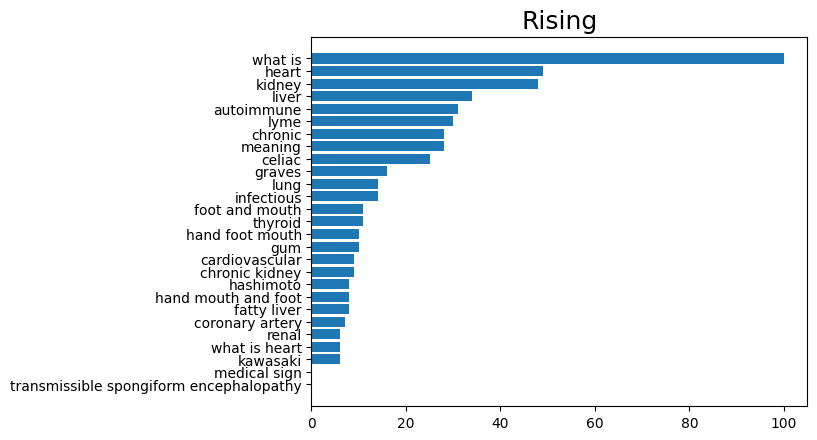 Rising
what is
heart
kidney
liver
autoimmune
lyme
chronic
meaning
celiac
graves
lung
infectious
foot and mouth
thyroid
hand foot mouth
gum
cardiovascular
chronic kidney
hashimoto
hand mouth and foot
fatty liver
coronary artery
renal
what is heart
kawasaki
medical sign
transmissible spongiform encephalopathy
0 20 40 60 80 100